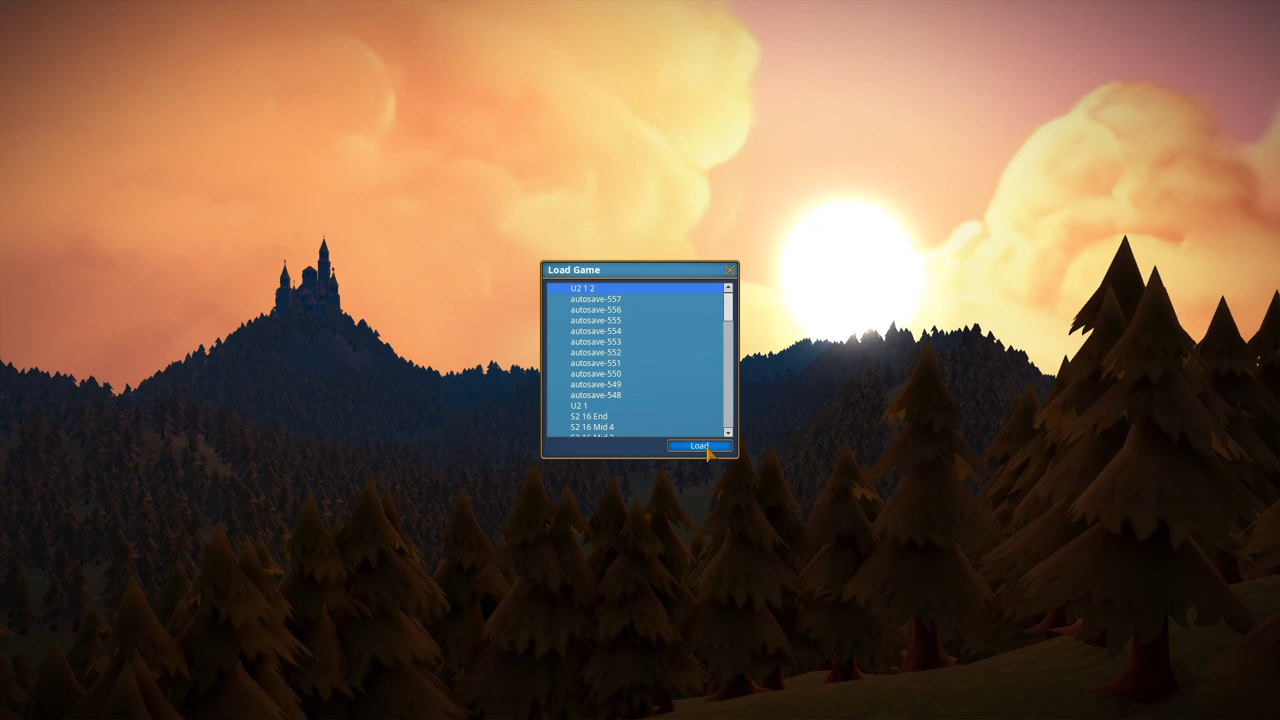 Load Game
U2 1 2
autosave-557
autosave-556
autosave-555
autosave-554
autosave-553
autosave-552
autosave-551
autosave-550
autosave-549
autosave-548
U2 1
S2 16 End
S2 16 Mid 4
Load